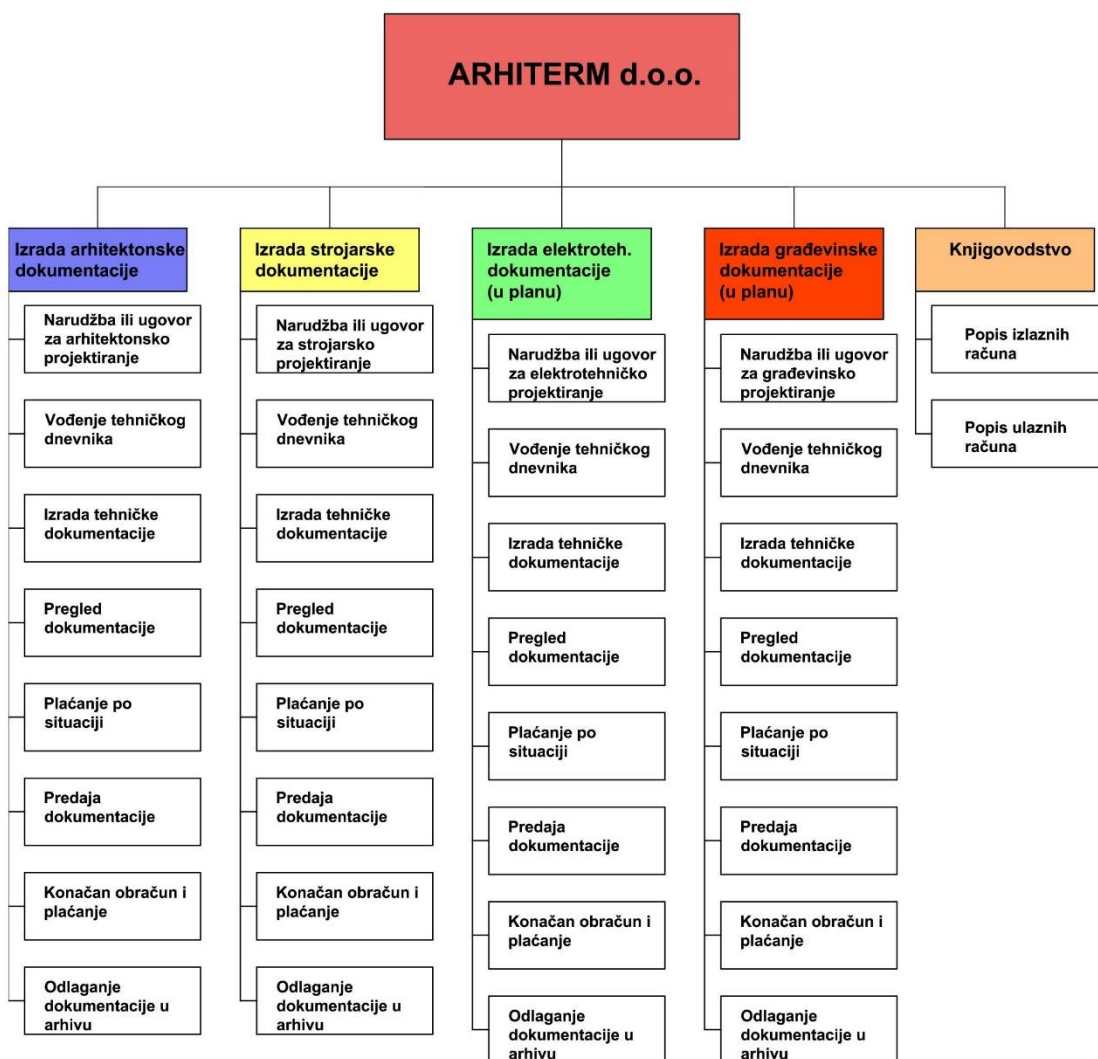 ARHITERM d.o.o.
Izrada arhitektonske
dokumentacije
Narudžba ili ugovor
za arhitektonsko
projektiranje
Vođenje tehničkog
dnevnika
Izrada tehničke
dokumentacije
Pregled
dokumentacije
Plaćanje po
situaciji
Predaja
dokumentacije
Konačan obračun i
plaćanje
Odlaganje
dokumentacije u
arhivu
Izrada strojarske
dokumentacije
Narudžba ili ugovor
za strojarsko
projektiranje
Vođenje tehničkog
dnevnika
Izrada tehničke
dokumentacije
Pregled
dokumentacije
Plaćanje po
situaciji
Predaja
dokumentacije
Konačan obračun i
plaćanje
Odlaganje
dokumentacije u
arhivu
Izrada elektroteh.
dokumentacije
(u planu)
Narudžba ili ugovor
za elektrotehničko
projektiranje
Vođenje tehničkog
dnevnika
Izrada tehničke
dokumentacije
Pregled
dokumentacije
Plaćanje po
situaciji
Predaja
dokumentacije
Konačan obračun i
plaćanje
Odlaganje
dokumentacije u
arhivu
Izrada građevinske
dokumentacije
(u planu)
Narudžba ili ugovor
za građevinsko
projektiranje
Vođenje tehničkog
dnevnika
Izrada tehničke
dokumentacije
Pregled
dokumentacije
Plaćanje po
situaciji
Predaja
dokumentacije
Konačan obračun i
plaćanje
Odlaganje
dokumentacije u
arhivu
Knjigovodstvo
Popis izlaznih
računa
Popis ulaznih
računa